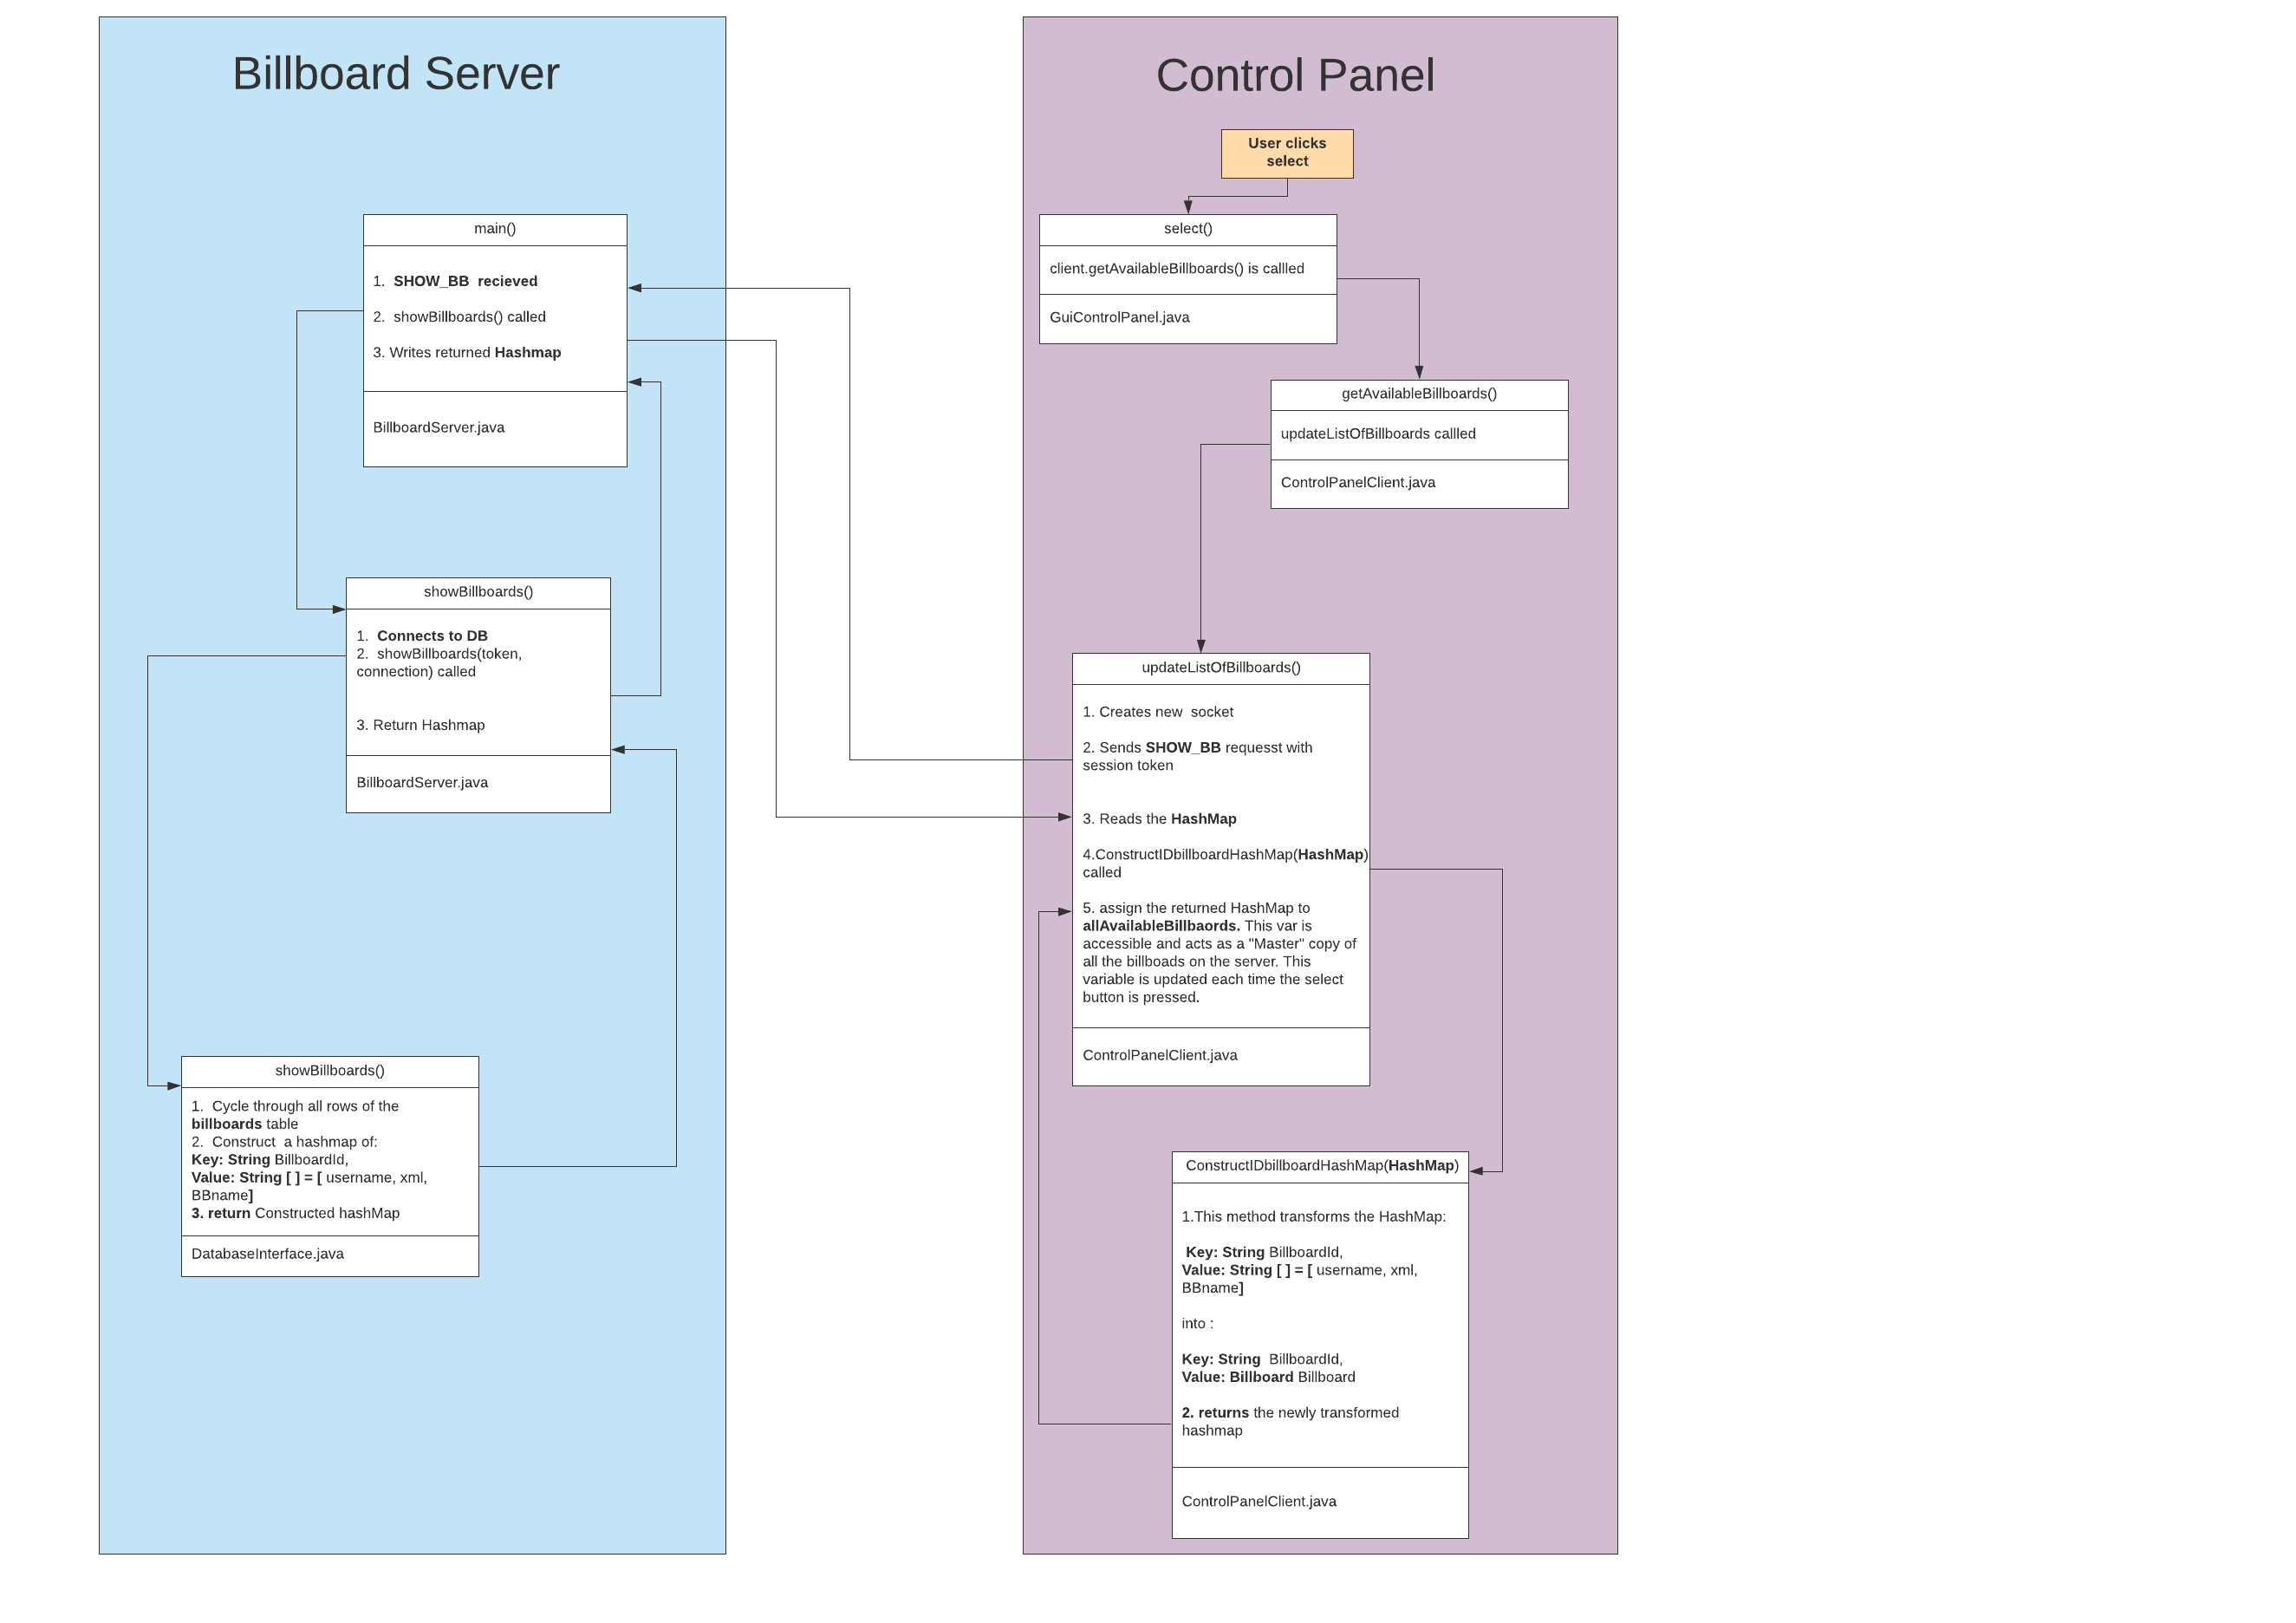 Billboard Server
main()
1.  SHOW_BB  recieved
2.  showBillboards() called
3. Writes returned Hashmap
BillboardServer.java
showBillboards()
1.  Connects to DB
2.  showBillboards(token,
connection) called
3. Return Hashmap
BillboardServer.java
showBillboards()
1.  Cycle through all rows of the
billboards table
2.  Construct  a hashmap of:
Key: String BillboardId,
Value: String [ ] = [ username, xml,
BBname]
3. return Constructed hashMap
DatabaseInterface.java
Control Panel
User clicks
select
select()
client.getAvailableBillboards() is callled
GuiControlPanel.java
getAvailableBillboards()
updateListOfBillboards callled
ControlPanelClient.java
updateListOfBillboards()
1. Creates new  socket
2. Sends SHOW_BB requesst with
session token
3. Reads the HashMap
4.ConstructIDbillboardHashMap(HashMap)
called
5. assign the returned HashMap to
allAvailableBillbaords. This var is
accessible and acts as a "Master" copy of
all the billboads on the server. This
variable is updated each time the select
button is pressed.
ControlPanelClient.java
ConstructIDbillboardHashMap(HashMap)
1.This method transforms the HashMap:
Key: String BillboardId,
Value: String [ ] = [ username, xml,
BBname]
into :
Key: String  BillboardId,
Value: Billboard Billboard
2. returns the newly transformed
hashmap
ControlPanelClient.java